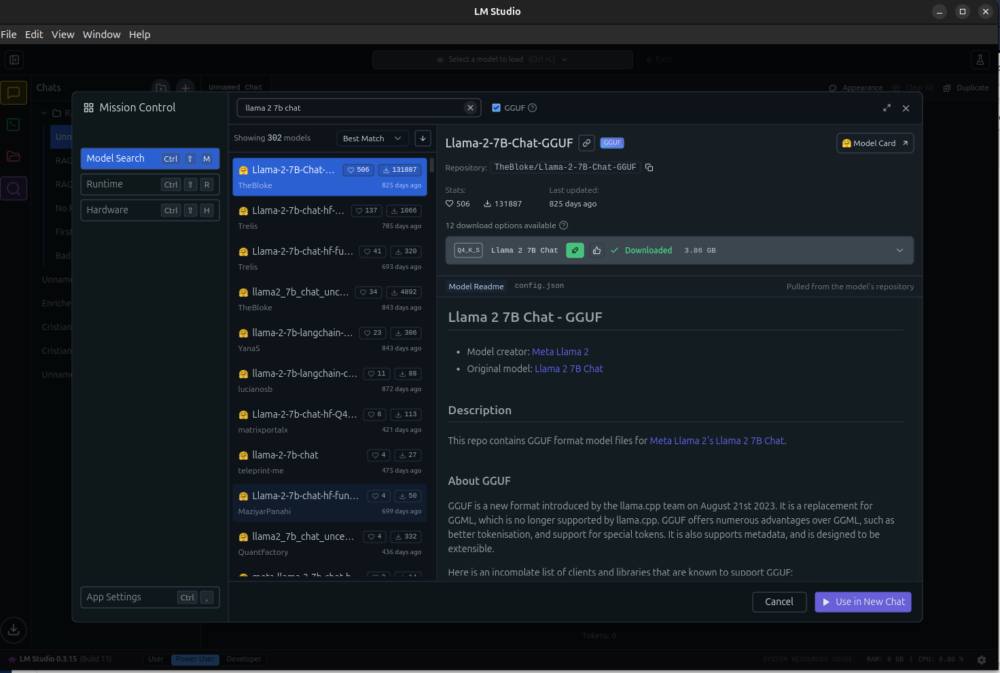 LM Studio
File Edit View Window Help
Select a model to load (Ctrl +L)
Eject
Chats
Unnamed Chat
Appearance Clear All Duplicate
Mission Control
Model Search Ctrl ⇧ M
Runtime Ctrl ⇧ R
Hardware Ctrl ⇧ H
App Settings Ctrl ,
llama 2 7b chat
GGUF
Showing 302 models Best Match
Llama-2-7B-Chat-... 506 131887
TheBloke 825 days ago
Llama-2-7b-chat-hf-... 137 1066
Trelis 785 days ago
Llama-2-7b-chat-hf-fu... 41 320
Trelis 693 days ago
llama2_7b_chat_unc... 34 4892
TheBloke 843 days ago
llama-2-7b-langchain-... 23 306
YanaS 843 days ago
llama-2-7b-langchain-c... 11 88
lucianosb 872 days ago
Llama-2-7b-chat-hf-Q4... 6 113
matrixportalx 421 days ago
llama-2-7b-chat 4 27
teleprint-me 475 days ago
Llama-2-7b-chat-hf-fun... 4 50
MaziyarPanahi 699 days ago
llama2_7b_chat_unce... 4 332
QuantFactory 436 days ago
Llama-2-7B-Chat-GGUF GGUF
Model Card
Repository: TheBloke/Llama-2-7B-Chat-GGUF
Stats: Last updated:
506 131887 825 days ago
12 download options available
Q4_K_S Llama 2 7B Chat Downloaded 3.86 GB
Model Readme config.json Pulled from the model's repository
Llama 2 7B Chat - GGUF
• Model creator: Meta Llama 2
• Original model: Llama 2 7B Chat
Description
This repo contains GGUF format model files for Meta Llama 2's Llama 2 7B Chat.
About GGUF
GGUF is a new format introduced by the llama.cpp team on August 21st 2023. It is a replacement for
GGML, which is no longer supported by llama.cpp. GGUF offers numerous advantages over GGML, such as
better tokenisation, and support for special tokens. It is also supports metadata, and is designed to be
extensible.
Here is an incomplate list of clients and libraries that are known to support GGUF:
Cancel Use in New Chat
Unn
RAG
RAG
No
First
Bad
Unname
Enriche
Cristian
Cristian
Unname
Tokens: 0
LM Studio 0.3.15 (Build 11)
User Power User Developer
SYSTEM RESOURCES USAGE: RAM: 0 GB | CPU: 0.00 %